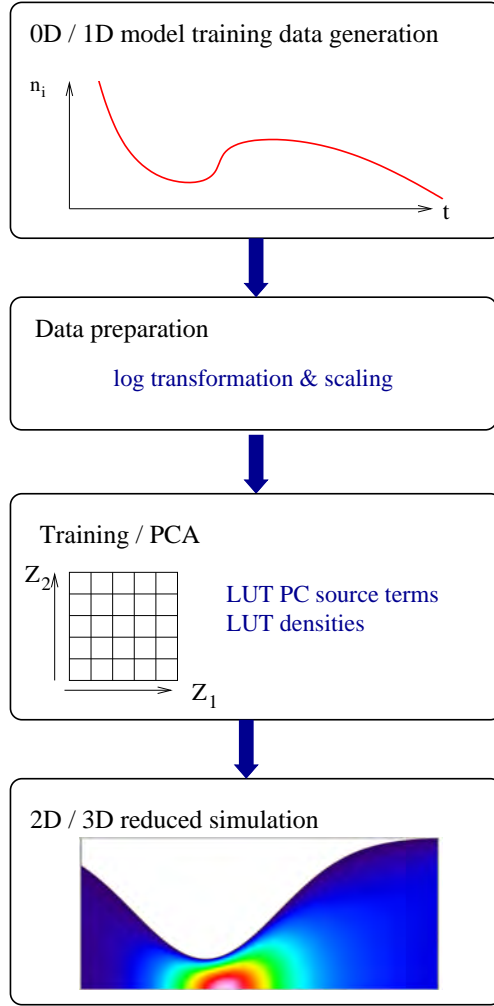 0D / 1D model training data generation
n_i
t
Data preparation
log transformation & scaling
Training / PCA
Z_2
LUT PC source terms
LUT densities
Z_1
2D / 3D reduced simulation